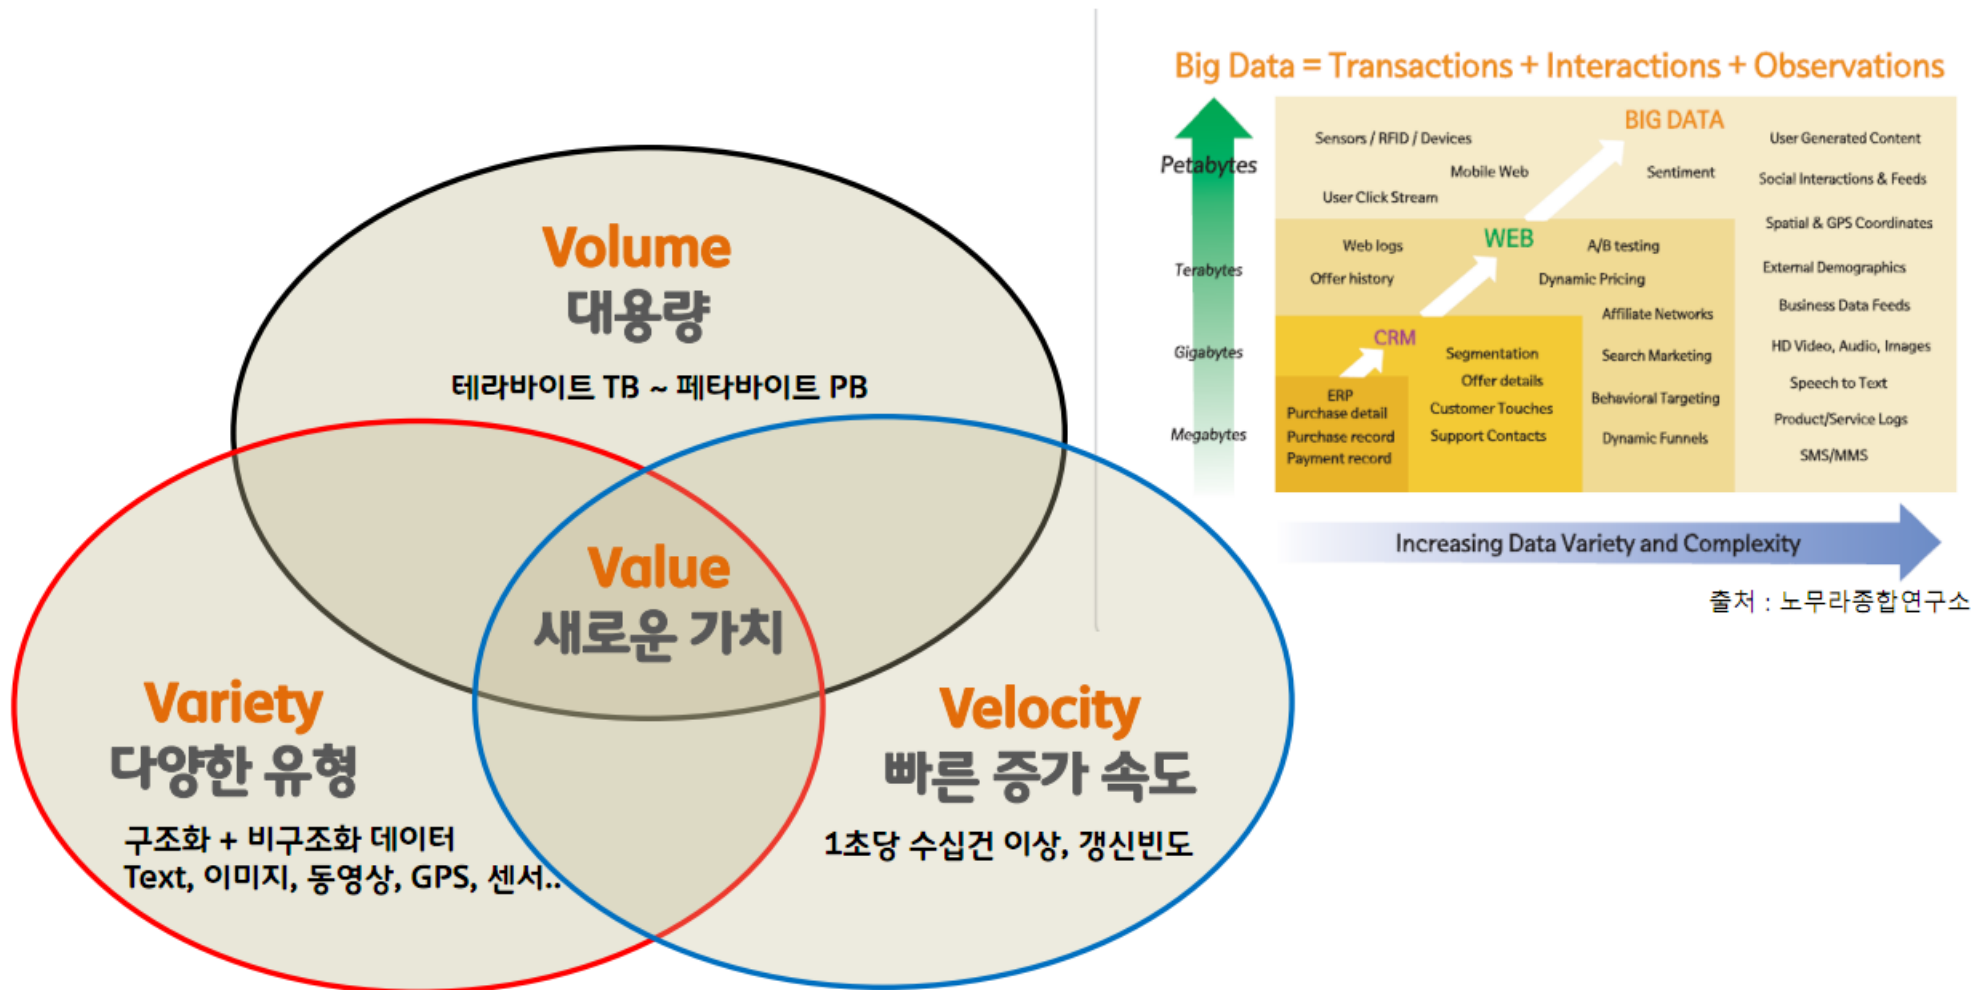 Volume
대용량
테라바이트 TB ~ 페타바이트 PB
Value
새로운 가치
Variety
다양한 유형
구조화 + 비구조화 데이터
Text, 이미지, 동영상, GPS, 센서..
Velocity
빠른 증가 속도
1초당 수십건 이상, 갱신빈도
Big Data = Transactions + Interactions + Observations
Petabytes
Terabytes
Gigabytes
Megabytes
BIG DATA
Sensors / RFID / Devices
Mobile Web
User Click Stream
Sentiment
User Generated Content
Social Interactions & Feeds
Spatial & GPS Coordinates
External Demographics
Business Data Feeds
HD Video, Audio, Images
Speech to Text
Product/Service Logs
SMS/MMS
WEB
Web logs
Offer history
A/B testing
Dynamic Pricing
Affiliate Networks
Search Marketing
Behavioral Targeting
Dynamic Funnels
CRM
Segmentation
Offer details
Customer Touches
Support Contacts
ERP
Purchase detail
Purchase record
Payment record
Increasing Data Variety and Complexity
출처 : 노무라종합연구소